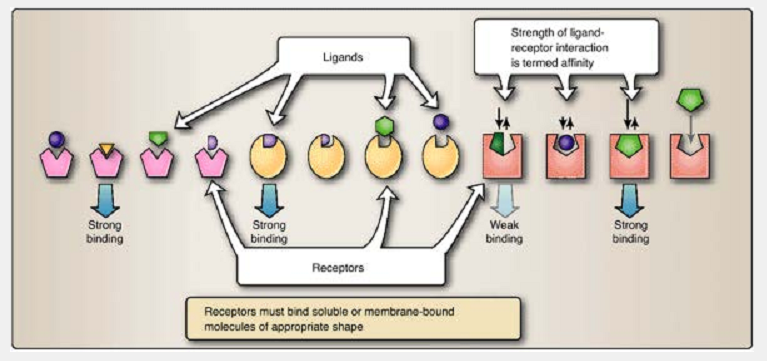 Strength of ligand-
receptor interaction
is termed affinity
Ligands
Strong
binding
Strong
binding
Weak
binding
Strong
binding
Receptors
Receptors must bind soluble or membrane-bound
molecules of appropriate shape